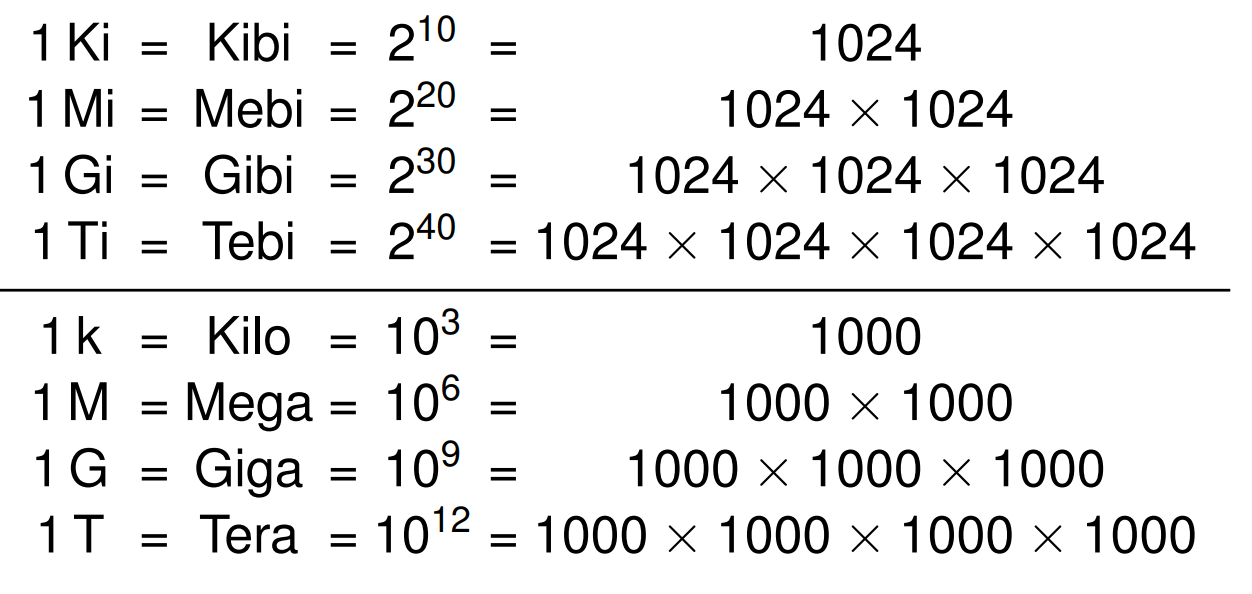 1 Ki = Kibi = 2^10 = 1024
1 Mi = Mebi = 2^20 = 1024 × 1024
1 Gi = Gibi = 2^30 = 1024 × 1024 × 1024
1 Ti = Tebi = 2^40 = 1024 × 1024 × 1024 × 1024
1 k = Kilo = 10^3 = 1000
1 M = Mega = 10^6 = 1000 × 1000
1 G = Giga = 10^9 = 1000 × 1000 × 1000
1 T = Tera = 10^12 = 1000 × 1000 × 1000 × 1000